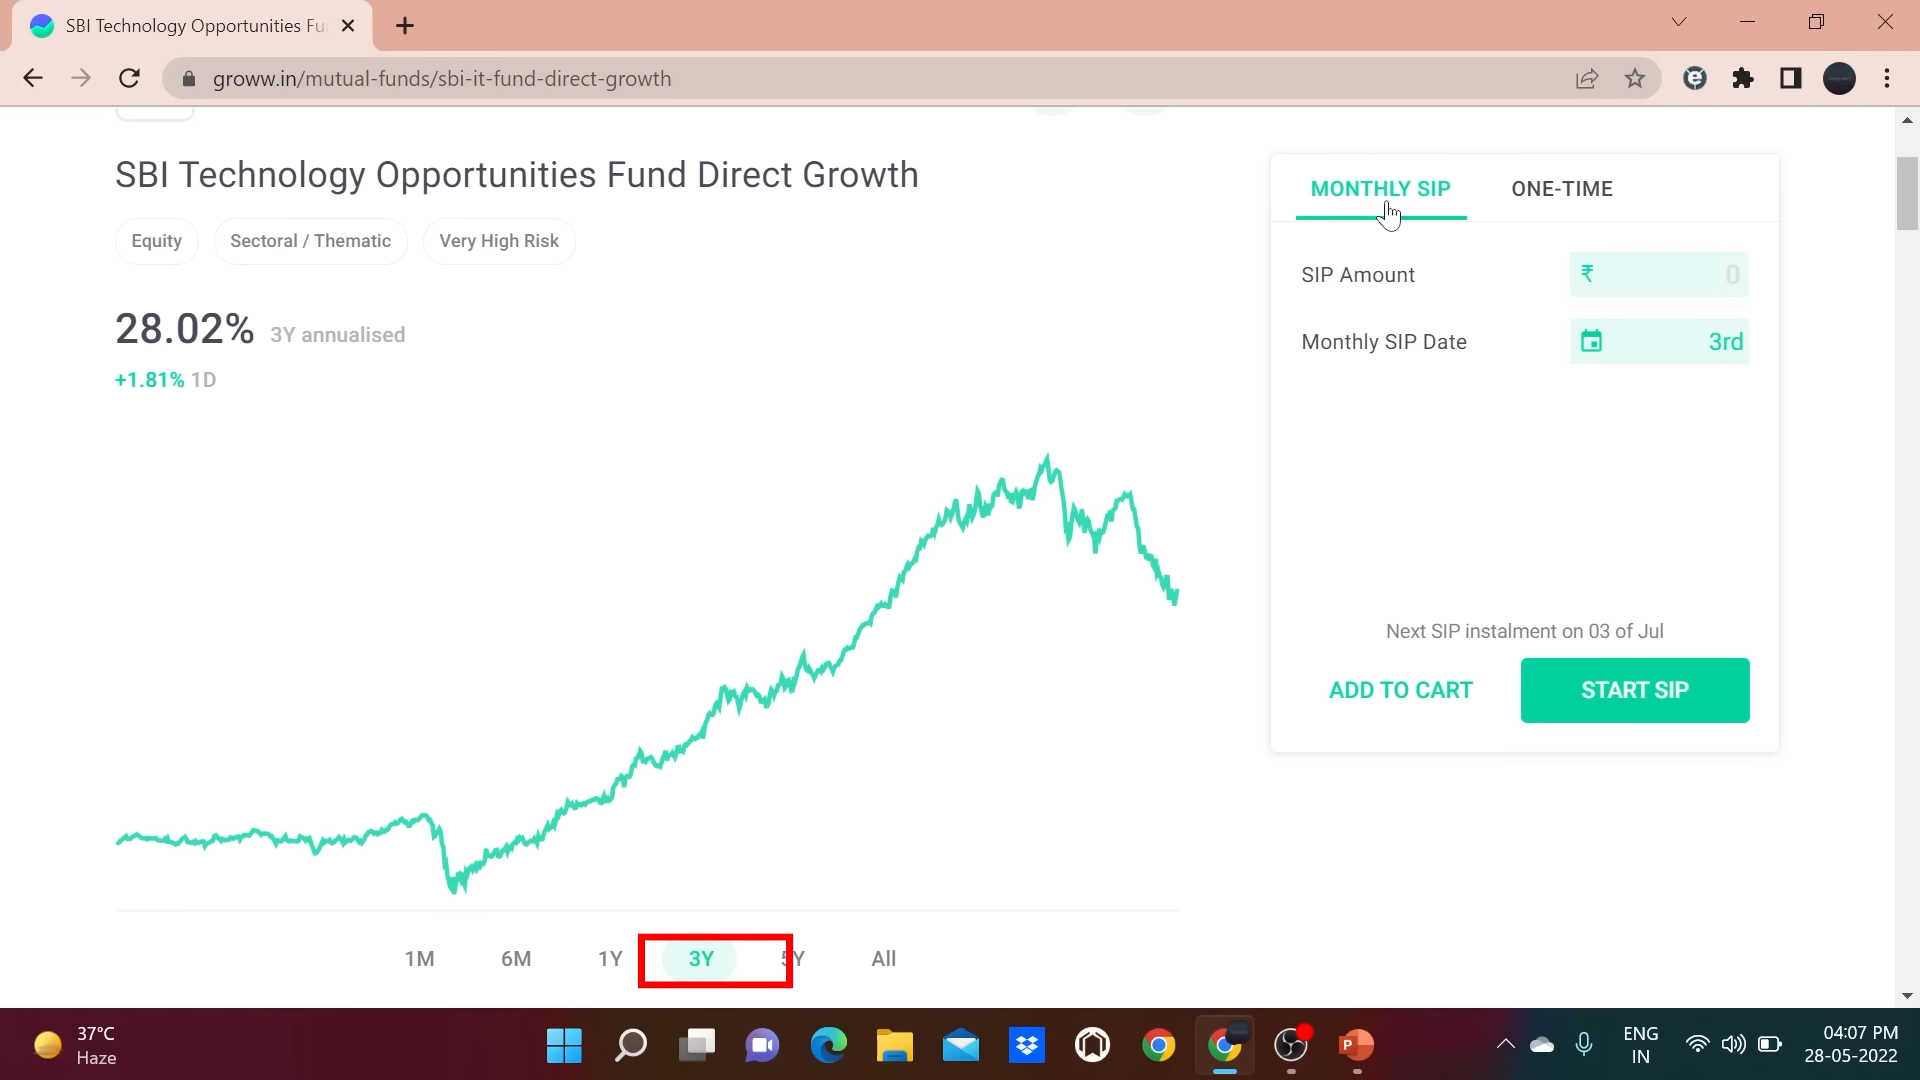 SBI Technology Opportunities Fu
groww.in/mutual-funds/sbi-it-fund-direct-growth
SBI Technology Opportunities Fund Direct Growth
Equity
Sectoral / Thematic
Very High Risk
28.02% 3Y annualised
+1.81% 1D
MONTHLY SIP
ONE-TIME
SIP Amount
₹ 0
Monthly SIP Date
3rd
Next SIP instalment on 03 of Jul
ADD TO CART
START SIP
1M 6M 1Y 3Y 5Y All
37°C
Haze
P
ENG
IN
04:07 PM
28-05-2022